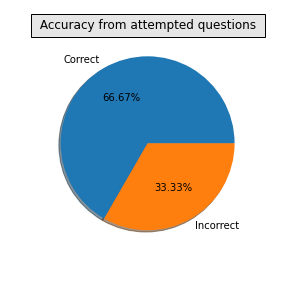 Accuracy from attempted questions
Correct
66.67%
33.33%
Incorrect